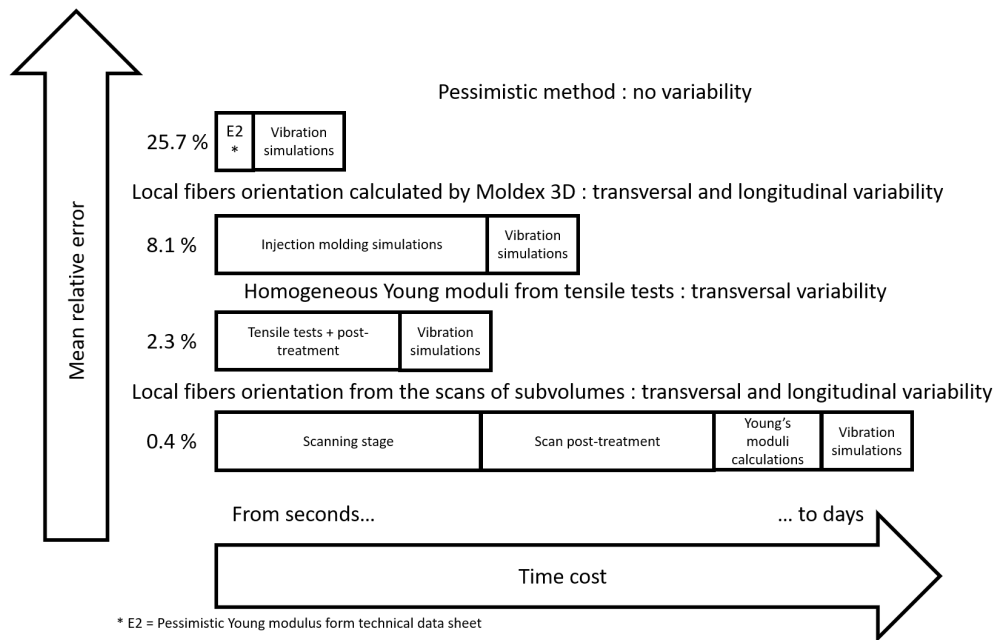 Pessimistic method : no variability
25.7 %
E2
*
Vibration
simulations
Local fibers orientation calculated by Moldex 3D : transversal and longitudinal variability
8.1 %
Injection molding simulations
Vibration
simulations
Homogeneous Young moduli from tensile tests : transversal variability
2.3 %
Tensile tests + post-
treatment
Vibration
simulations
Local fibers orientation from the scans of subvolumes : transversal and longitudinal variability
0.4 %
Scanning stage
Scan post-treatment
Young's
moduli
calculations
Vibration
simulations
Mean relative error
From seconds...
... to days
Time cost
* E2 = Pessimistic Young modulus form technical data sheet